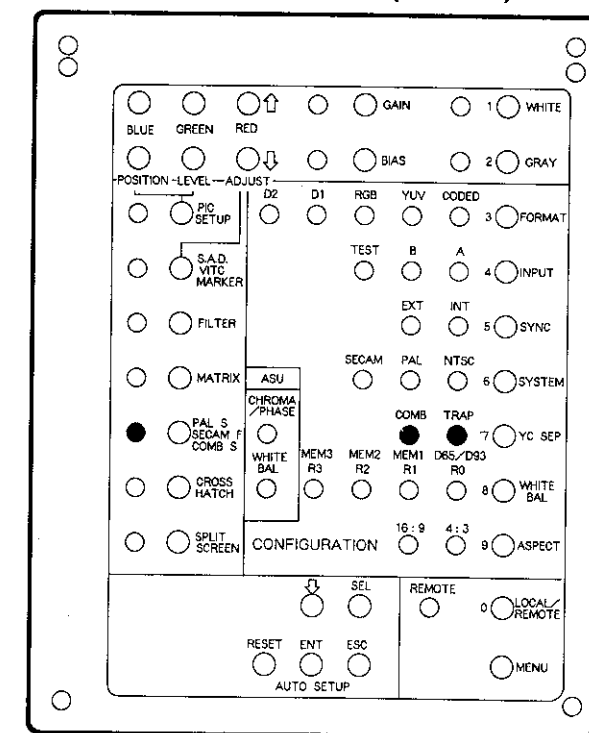 GAIN 1 WHITE
BLUE GREEN RED
BIAS 2 GRAY
POSITION LEVEL ADJUST
D2 D1 RGB YUV CODED
PIC
SETUP
3 FORMAT
TEST B A
S.A.D.
VITC
MARKER
4 INPUT
EXT INT
FILTER
5 SYNC
SECAM PAL NTSC
MATRIX
ASU
6 SYSTEM
CHROMA
/PHASE
COMB TRAP
PAL S
SECAM F
COMB S
7 YC SEP
WHITE
BAL
MEM3 MEM2 MEM1 D65/D93
R3 R2 R1 R0
CROSS
HATCH
8 WHITE
BAL
16:9 4:3
SPLIT
SCREEN
CONFIGURATION
9 ASPECT
SEL REMOTE
0 LOCAL/
REMOTE
RESET ENT ESC
MENU
AUTO SETUP